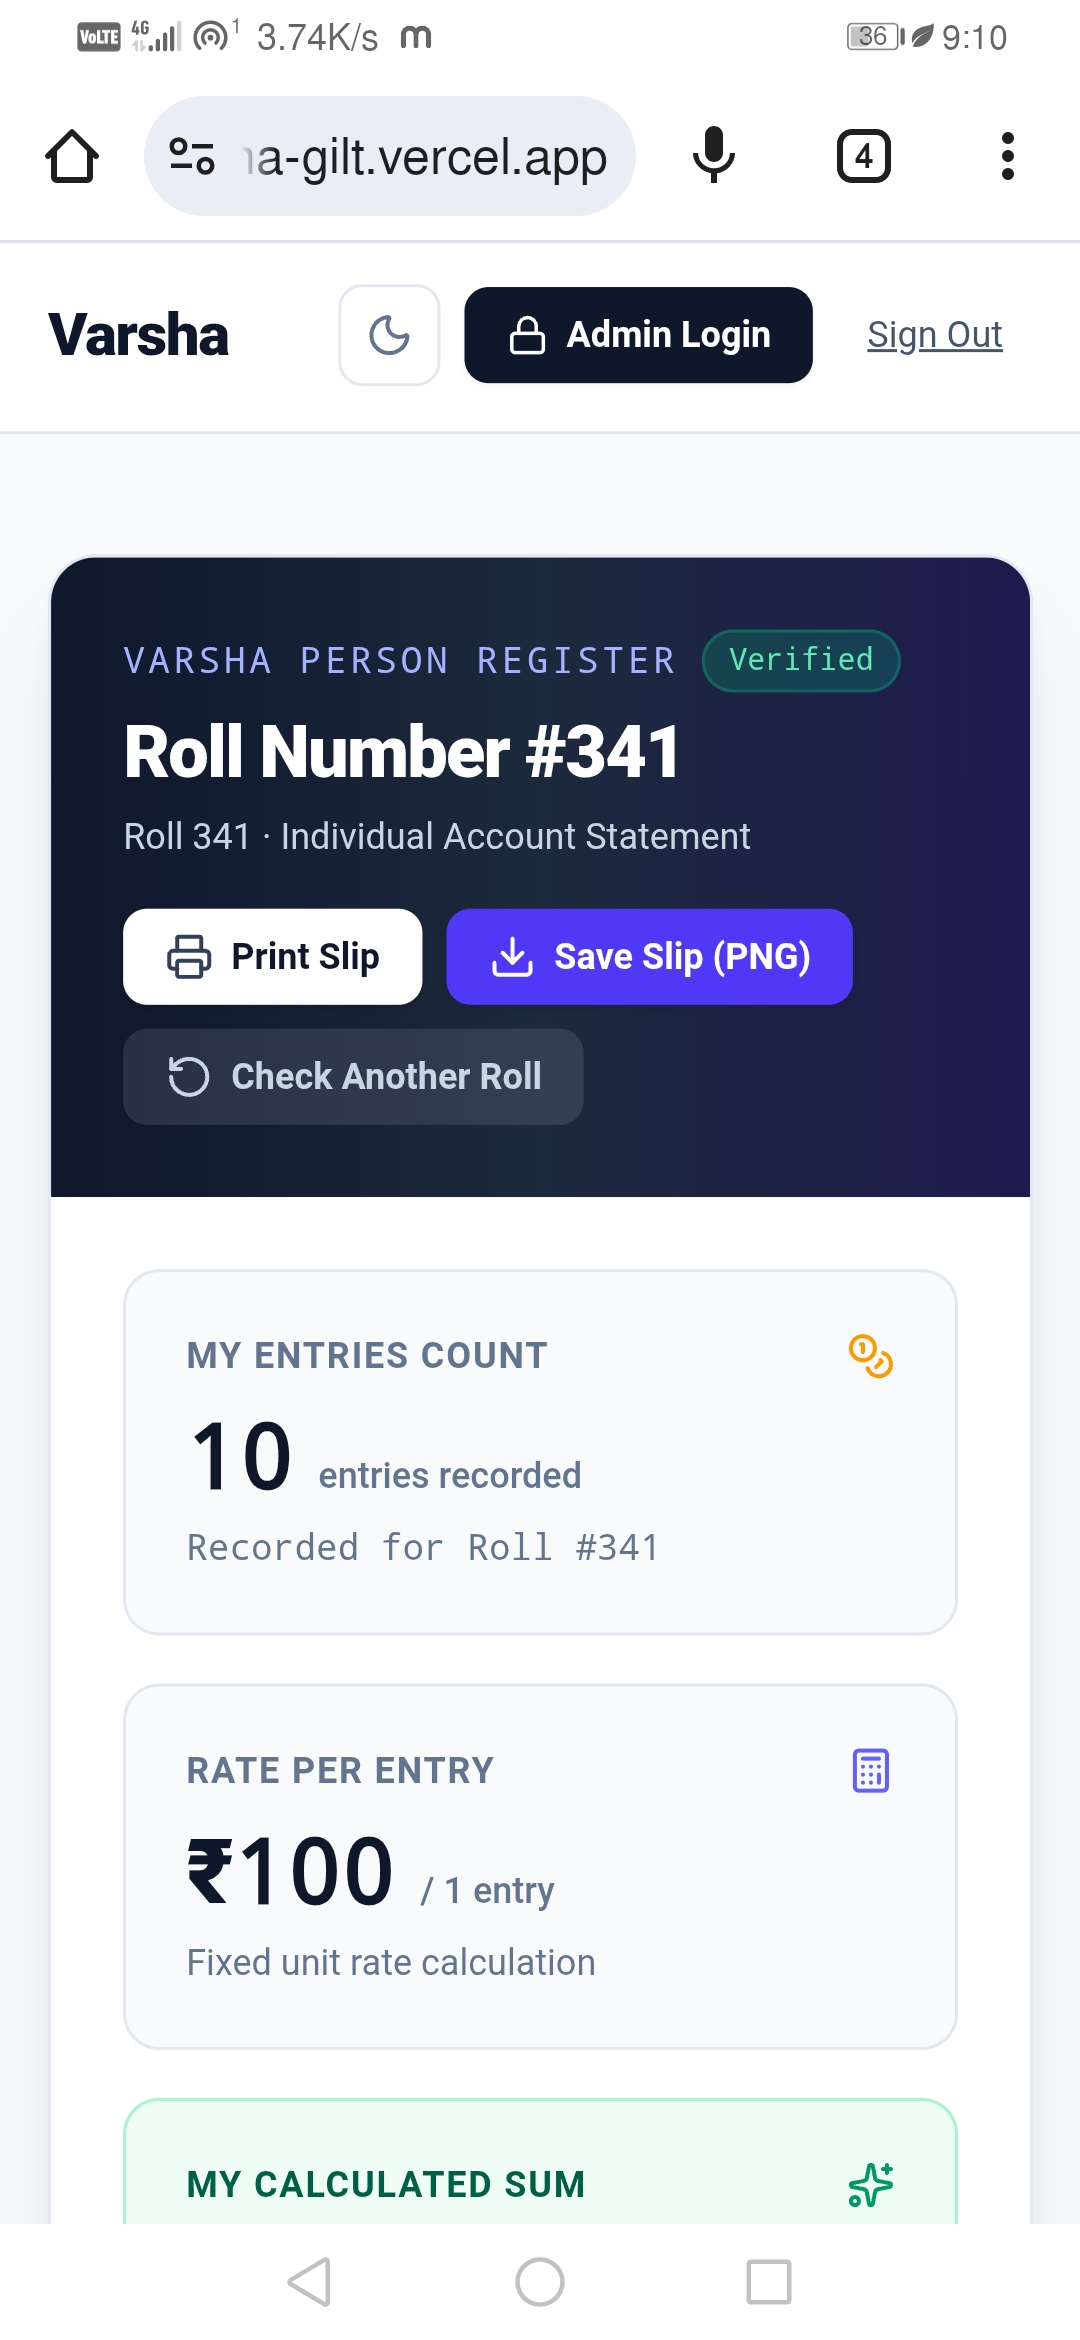 VoLTE 4G 1 3.74K/s m 36 9:10
a-gilt.vercel.app 4
Varsha Admin Login Sign Out
VARSHA PERSON REGISTER Verified
Roll Number #341
Roll 341 · Individual Account Statement
Print Slip Save Slip (PNG)
Check Another Roll
MY ENTRIES COUNT
10 entries recorded
Recorded for Roll #341
RATE PER ENTRY
₹100 / 1 entry
Fixed unit rate calculation
MY CALCULATED SUM